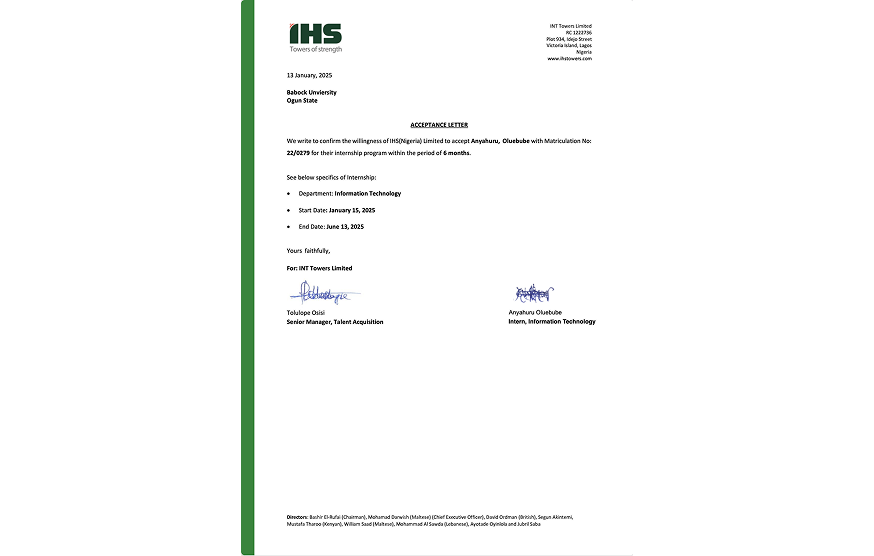 IHS
Towers of strength
INT Towers Limited
RC 1222736
Plot 934, Idejo Street
Victoria Island, Lagos
Nigeria
www.ihstowers.com
13 January, 2025
Babock Unviersity
Ogun State
ACCEPTANCE LETTER
We write to confirm the willingness of IHS(Nigeria) Limited to accept Anyahuru, Oluebube with Matriculation No:
22/0279 for their internship program within the period of 6 months.
See below specifics of Internship:
• Department: Information Technology
• Start Date: January 15, 2025
• End Date: June 13, 2025
Yours faithfully,
For: INT Towers Limited
Tolulope Osisi
Senior Manager, Talent Acquisition
Anyahuru Oluebube
Intern, Information Technology
Directors: Bashir El-Rufai (Chairman), Mohamad Darwish (Maltese) (Chief Executive Officer), David Ordman (British), Segun Akintemi,
Mustafa Tharoo (Kenyan), William Saad (Maltese), Mohammad Al Sawda (Lebanese), Ayotade Oyinlola and Jubril Saba